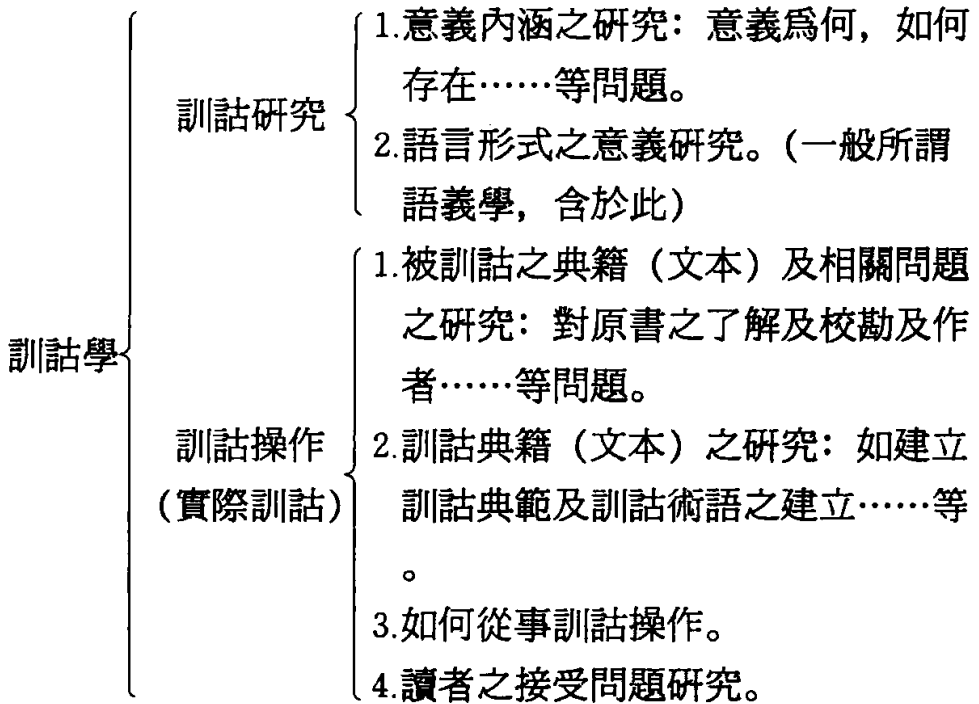 訓詁學
訓詁研究
1.意義內涵之研究：意義爲何，如何
存在……等問題。
2.語言形式之意義研究。(一般所謂
語義學，含於此)
訓詁操作
(實際訓詁)
1.被訓詁之典籍（文本）及相關問題
之研究：對原書之了解及校勘及作
者……等問題。
2.訓詁典籍（文本）之研究：如建立
訓詁典範及訓詁術語之建立……等
。
3.如何從事訓詁操作。
4.讀者之接受問題研究。